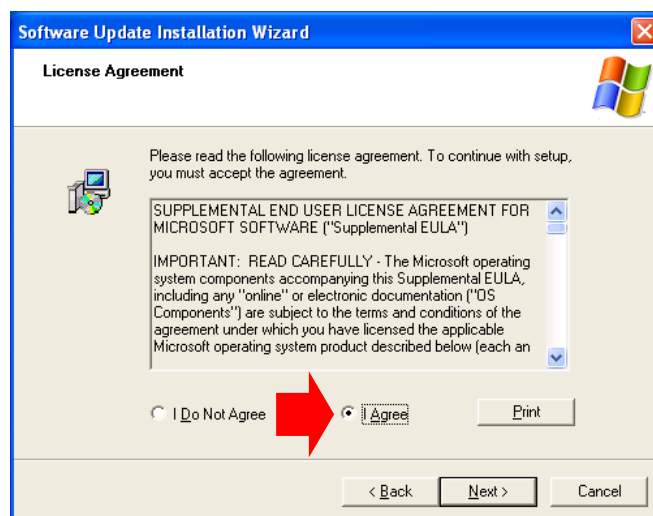 Software Update Installation Wizard
License Agreement
Please read the following license agreement. To continue with setup,
you must accept the agreement.
SUPPLEMENTAL END USER LICENSE AGREEMENT FOR
MICROSOFT SOFTWARE ("Supplemental EULA")
IMPORTANT: READ CAREFULLY - The Microsoft operating
system components accompanying this Supplemental EULA,
including any "online" or electronic documentation ("OS
Components") are subject to the terms and conditions of the
agreement under which you have licensed the applicable
Microsoft operating system product described below (each an
I Do Not Agree I Agree Print
< Back Next > Cancel